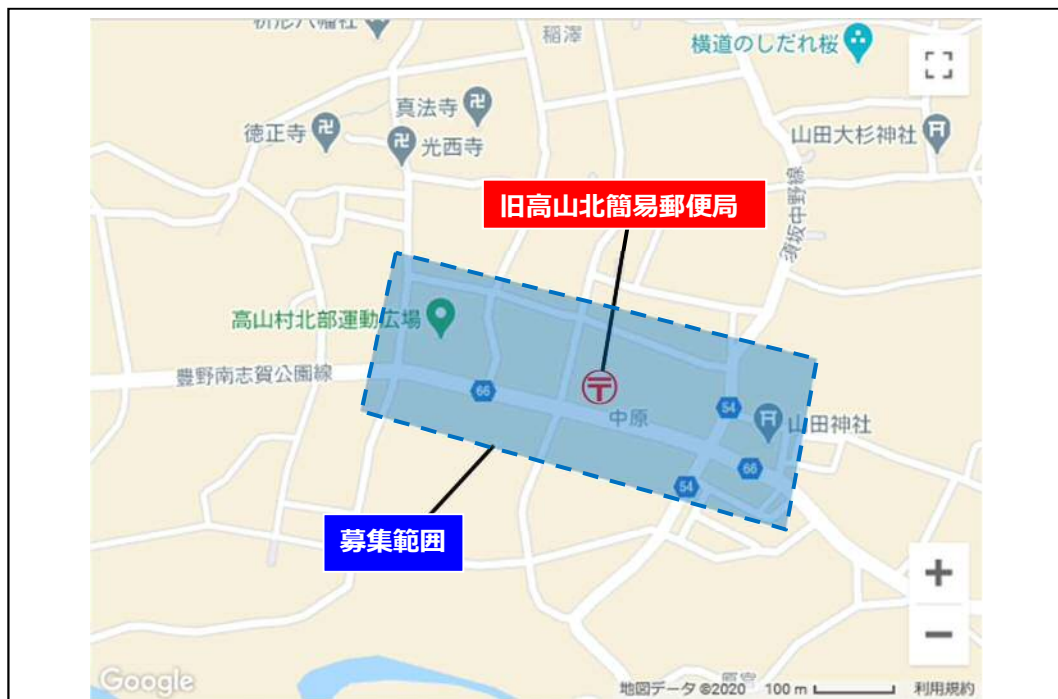 稲澤
横道のしだれ桜
真法寺
徳正寺
光西寺
山田大杉神社
旧高山北簡易郵便局
須坂中野線
高山村北部運動広場
豊野南志賀公園線
66
54
中原
山田神社
66
54
募集範囲
Google
地図データ ©2020
100 m
利用規約